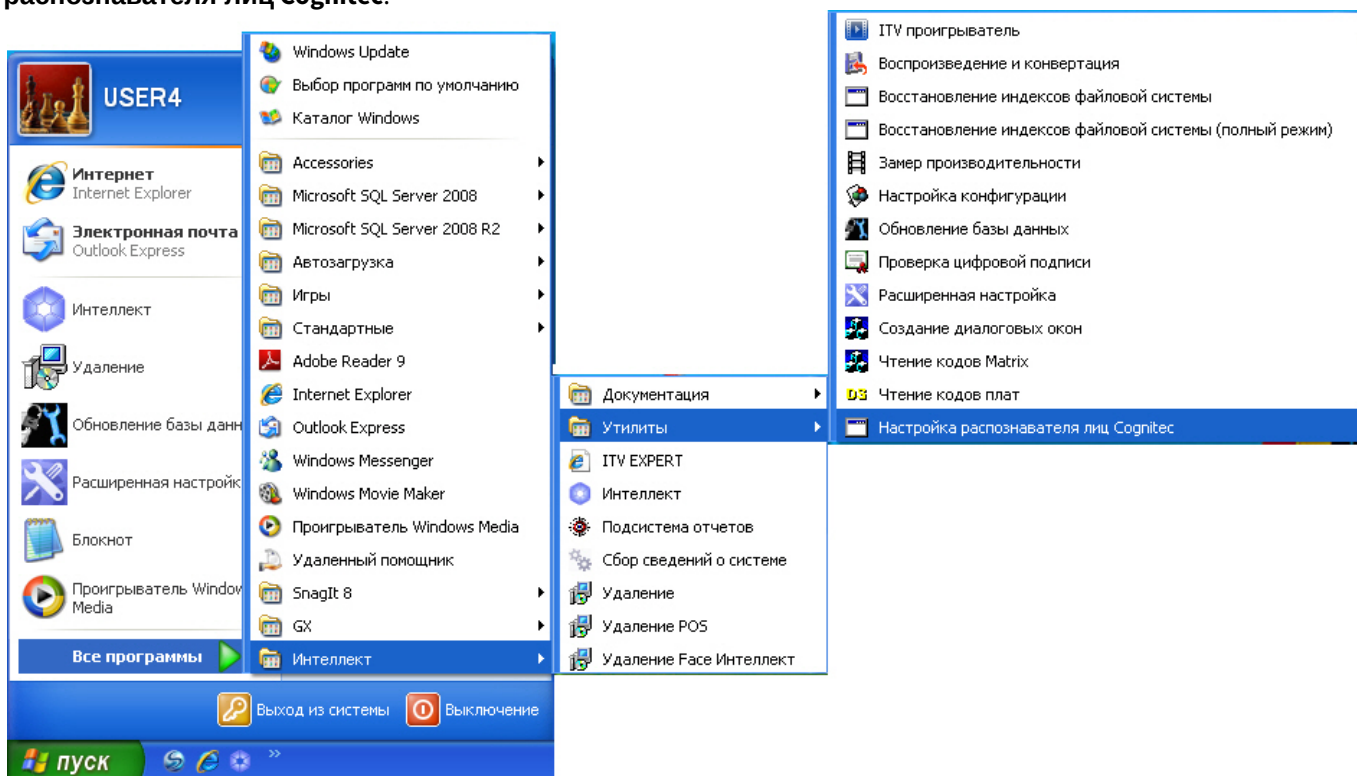 распознавателя лиц Cognitec.
USER4
Интернет
Internet Explorer
Электронная почта
Outlook Express
Интеллект
Удаление
Обновление базы данн
Расширенная настройк
Блокнот
Проигрыватель Window
Media
Все программы
Windows Update
Выбор программ по умолчанию
Каталог Windows
Accessories
Microsoft SQL Server 2008
Microsoft SQL Server 2008 R2
Автозагрузка
Игры
Стандартные
Adobe Reader 9
Internet Explorer
Outlook Express
Windows Messenger
Windows Movie Maker
Проигрыватель Windows Media
Удаленный помощник
SnagIt 8
GX
Интеллект
Документация
Утилиты
ITV EXPERT
Интеллект
Подсистема отчетов
Сбор сведений о системе
Удаление
Удаление POS
Удаление Face Интеллект
ITV проигрыватель
Воспроизведение и конвертация
Восстановление индексов файловой системы
Восстановление индексов файловой системы (полный режим)
Замер производительности
Настройка конфигурации
Обновление базы данных
Проверка цифровой подписи
Расширенная настройка
Создание диалоговых окон
Чтение кодов Matrix
Чтение кодов плат
Настройка распознавателя лиц Cognitec
Выход из системы
Выключение
пуск